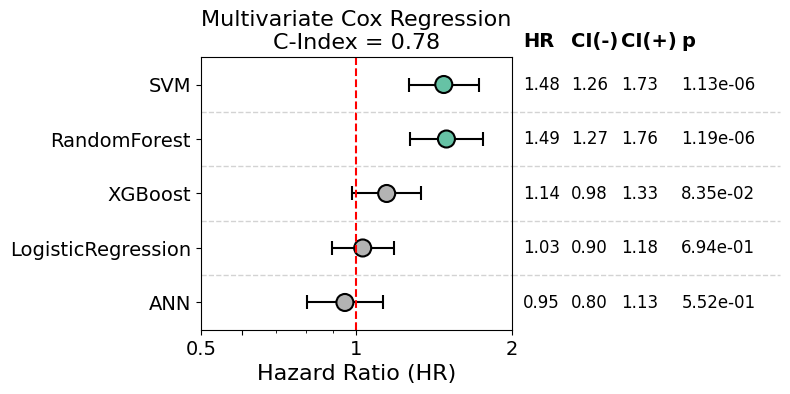 Multivariate Cox Regression
C-Index = 0.78
HR CI(-) CI(+) p
SVM 1.48 1.26 1.73 1.13e-06
RandomForest 1.49 1.27 1.76 1.19e-06
XGBoost 1.14 0.98 1.33 8.35e-02
LogisticRegression 1.03 0.90 1.18 6.94e-01
ANN 0.95 0.80 1.13 5.52e-01
0.5 1 2
Hazard Ratio (HR)